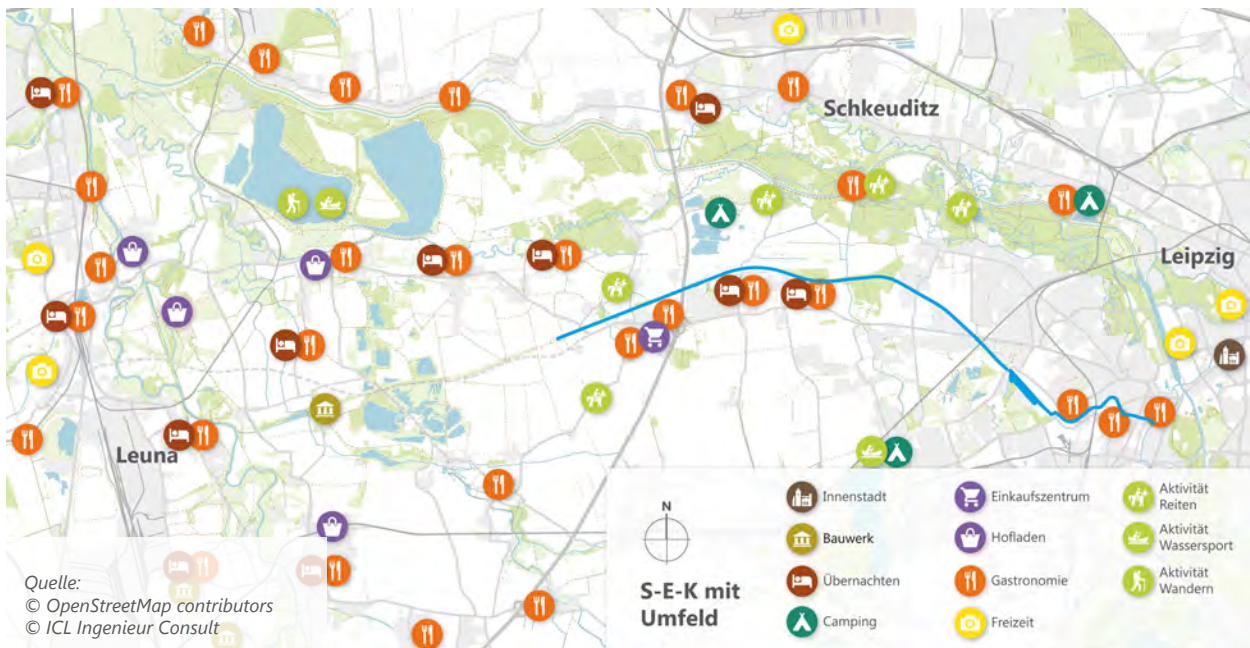 Schkeuditz
Leipzig
Leuna
N
S-E-K mit
Umfeld
Innenstadt
Bauwerk
Übernachten
Camping
Einkaufszentrum
Hofladen
Gastronomie
Freizeit
Aktivität
Reiten
Aktivität
Wassersport
Aktivität
Wandern
Quelle:
© OpenStreetMap contributors
© ICL Ingenieur Consult